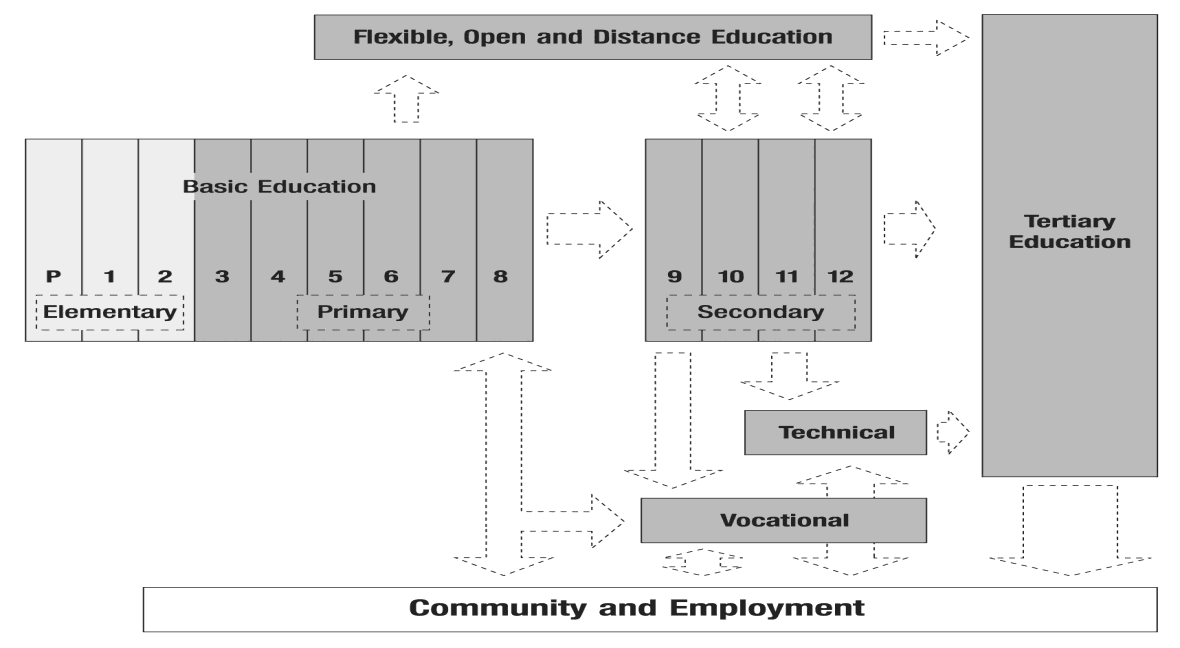 Flexible, Open and Distance Education
Basic Education
P 1 2 3 4 5 6 7 8
Elementary
Primary
9 10 11 12
Secondary
Tertiary
Education
Technical
Vocational
Community and Employment